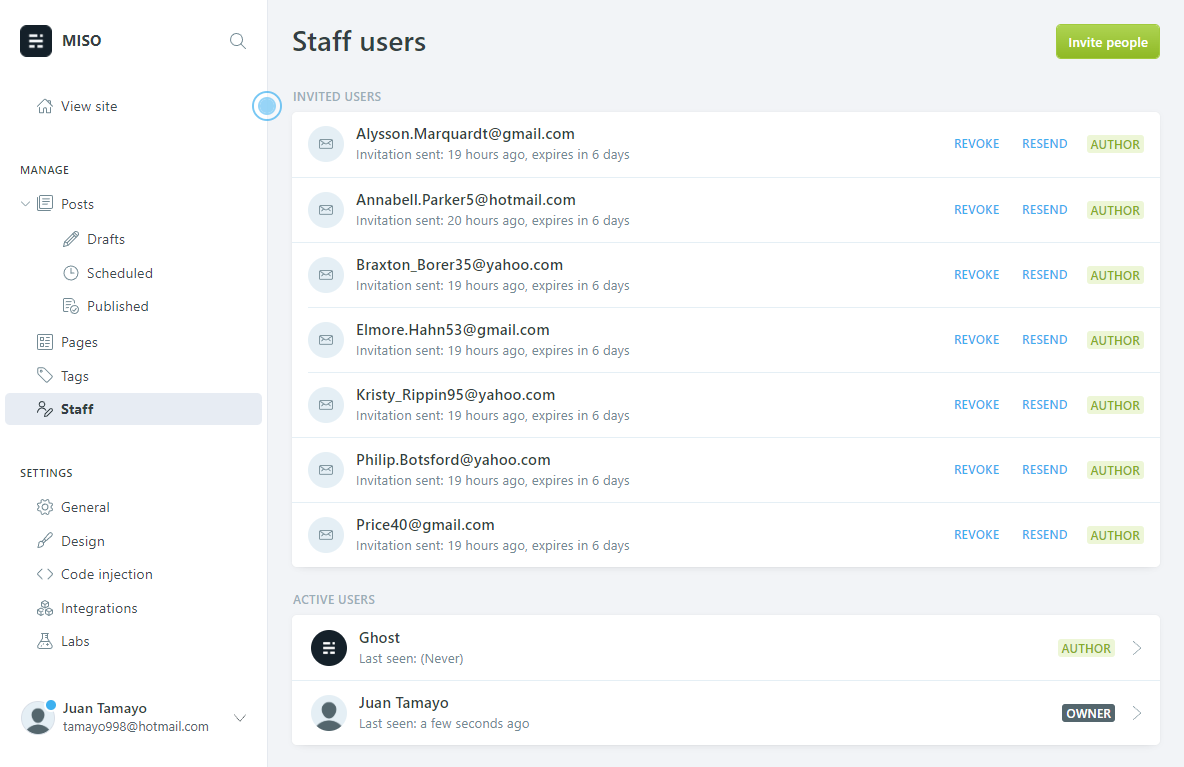 MISO
View site
MANAGE
Posts
Drafts
Scheduled
Published
Pages
Tags
Staff
SETTINGS
General
Design
Code injection
Integrations
Labs
Juan Tamayo
tamayo998@hotmail.com
Staff users
Invite people
INVITED USERS
Alysson.Marquardt@gmail.com
Invitation sent: 19 hours ago, expires in 6 days
REVOKE RESEND AUTHOR
Annabell.Parker5@hotmail.com
Invitation sent: 20 hours ago, expires in 6 days
REVOKE RESEND AUTHOR
Braxton_Borer35@yahoo.com
Invitation sent: 19 hours ago, expires in 6 days
REVOKE RESEND AUTHOR
Elmore.Hahn53@gmail.com
Invitation sent: 19 hours ago, expires in 6 days
REVOKE RESEND AUTHOR
Kristy_Rippin95@yahoo.com
Invitation sent: 19 hours ago, expires in 6 days
REVOKE RESEND AUTHOR
Philip.Botsford@yahoo.com
Invitation sent: 19 hours ago, expires in 6 days
REVOKE RESEND AUTHOR
Price40@gmail.com
Invitation sent: 19 hours ago, expires in 6 days
REVOKE RESEND AUTHOR
ACTIVE USERS
Ghost
Last seen: (Never)
AUTHOR
Juan Tamayo
Last seen: a few seconds ago
OWNER